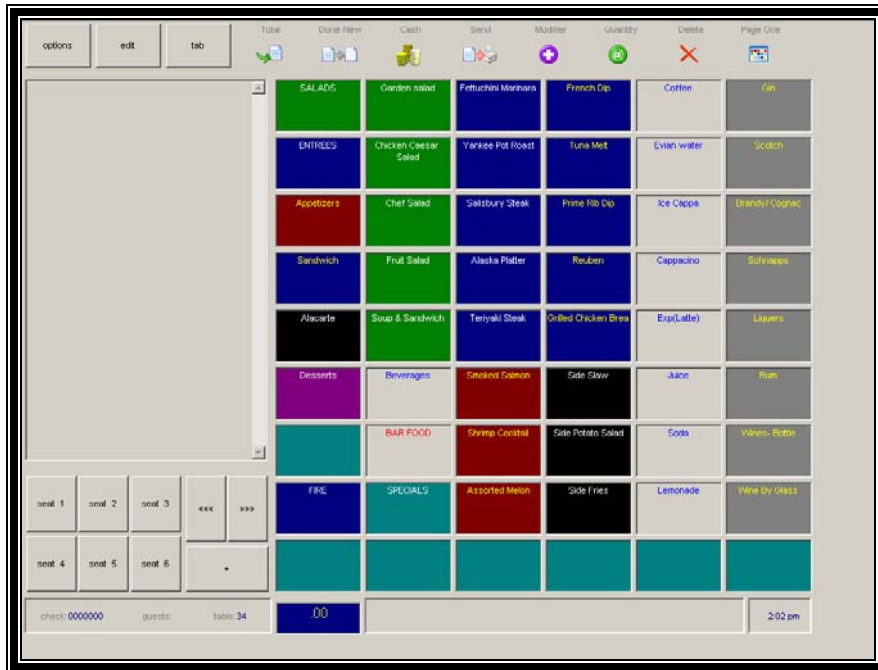 options edit tab
Total Done-New Cash Send Modifier Quantity Delete Page One
SALADS Garden salad Fettuchini Marinara French Dip Coffee Gin
ENTREES Chicken Caesar Salad Yankee Pot Roast Tuna Melt Evian water Scotch
Appetizers Chef Salad Salisbury Steak Prime Rib Dip Ice Cappa Brandy/ Cognac
Sandwich Fruit Salad Alaska Platter Reuben Cappacino Schnapps
Alacarte Soup & Sandwich Teriyaki Steak Grilled Chicken Brea Exp(Latte) Liquers
Desserts Beverages Smoked Salmon Side Slaw Juice Rum
BAR FOOD Shrimp Cocktail Side Potato Salad Soda Wines- Bottle
FIRE SPECIALS Assorted Melon Side Fries Lemonade Wine By Glass
seat 1 seat 2 seat 3 <<< >>>
seat 4 seat 5 seat 6
check: 0000000 guests: table: 34 .00 2:02 pm